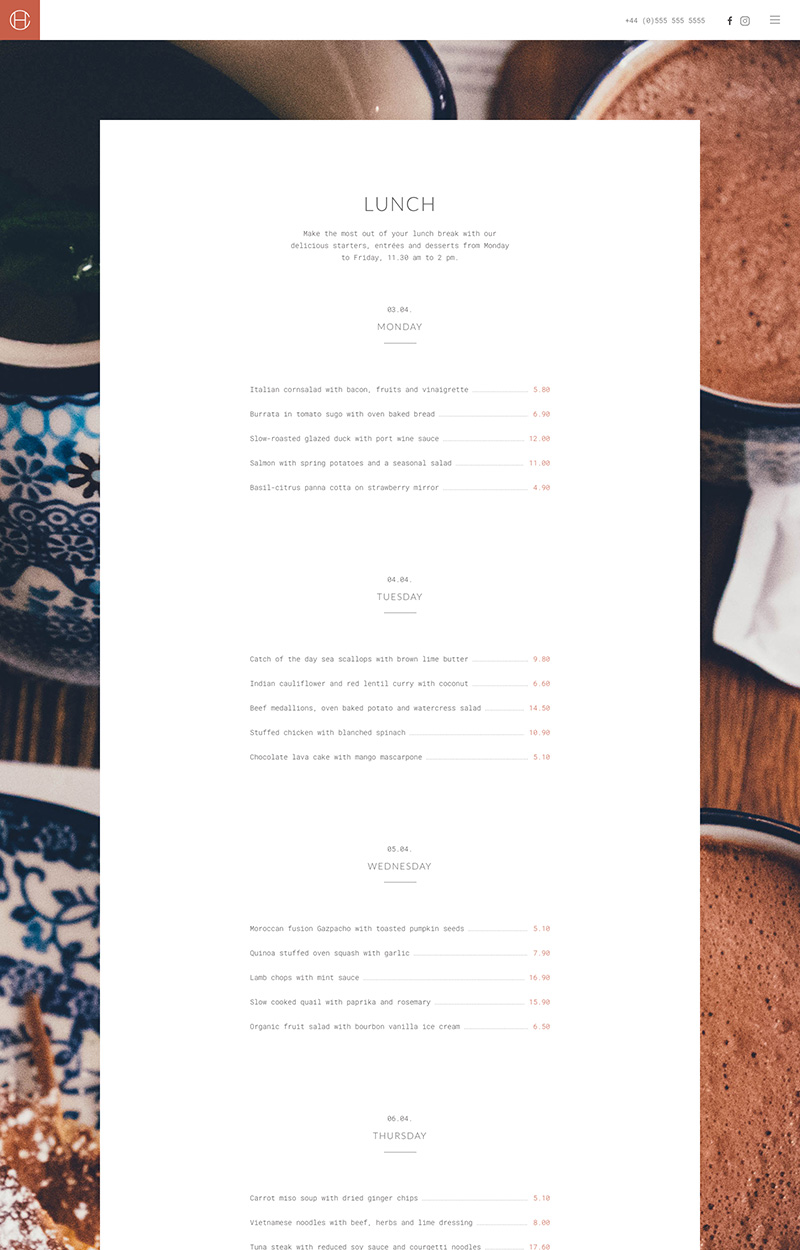 +44 (0)555 555 5555
LUNCH
Make the most out of your lunch break with our
delicious starters, entrées and desserts from Monday
to Friday, 11.30 am to 2 pm.
03.04.
MONDAY
Italian cornsalad with bacon, fruits and vinaigrette 5.80
Burrata in tomato sugo with oven baked bread 6.90
Slow-roasted glazed duck with port wine sauce 12.00
Salmon with spring potatoes and a seasonal salad 11.00
Basil-citrus panna cotta on strawberry mirror 4.90
04.04.
TUESDAY
Catch of the day sea scallops with brown lime butter 9.80
Indian cauliflower and red lentil curry with coconut 6.60
Beef medallions, oven baked potato and watercress salad 14.50
Stuffed chicken with blanched spinach 10.90
Chocolate lava cake with mango mascarpone 5.10
05.04.
WEDNESDAY
Moroccan fusion Gazpacho with toasted pumpkin seeds 5.10
Quinoa stuffed oven squash with garlic 7.90
Lamb chops with mint sauce 16.90
Slow cooked quail with paprika and rosemary 15.90
Organic fruit salad with bourbon vanilla ice cream 6.50
06.04.
THURSDAY
Carrot miso soup with dried ginger chips 5.10
Vietnamese noodles with beef, herbs and lime dressing 8.00
Tuna steak with reduced soy sauce and courgetti noodles 17.60